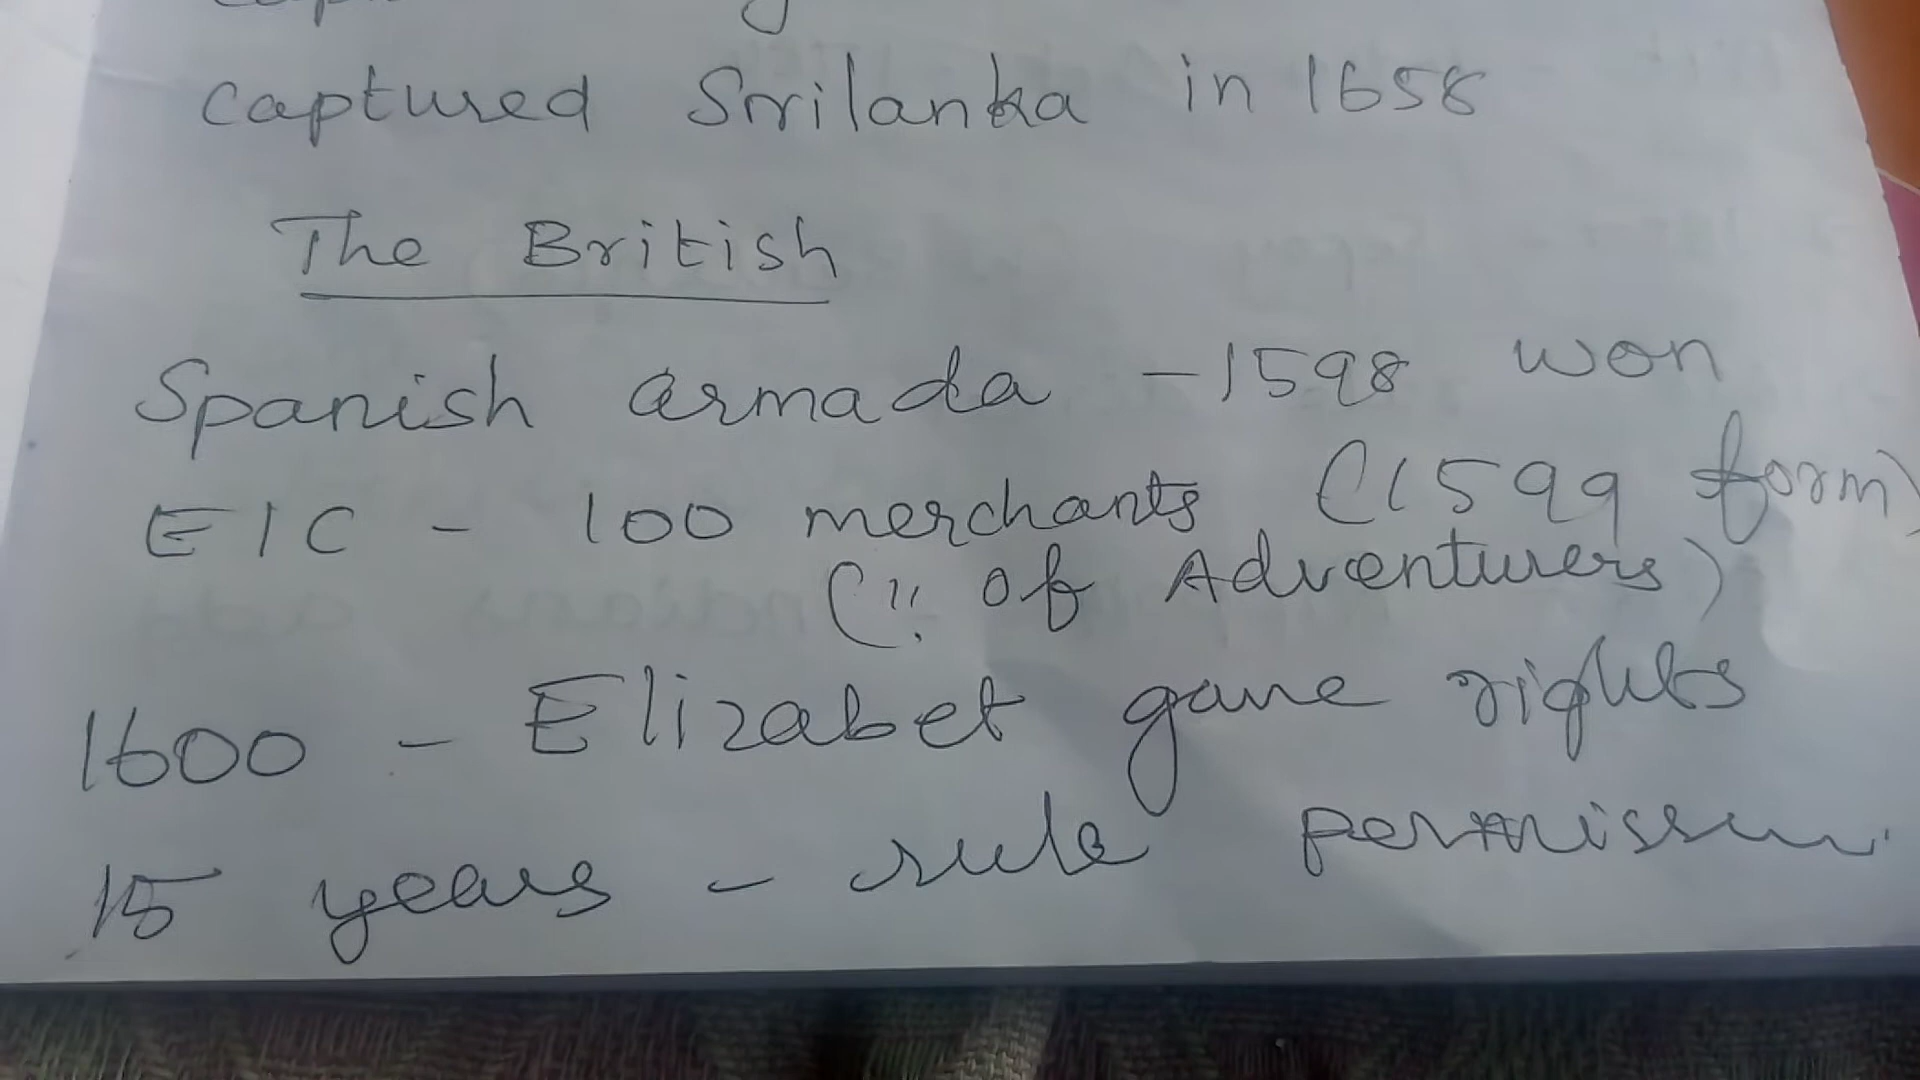 captured Srilanka in 1658
The British
Spanish armada - 1598 won
EIC - 100 merchants (1599 form)
(" of Adventurers)
1600 - Elizabet gave rights
15 years - rule